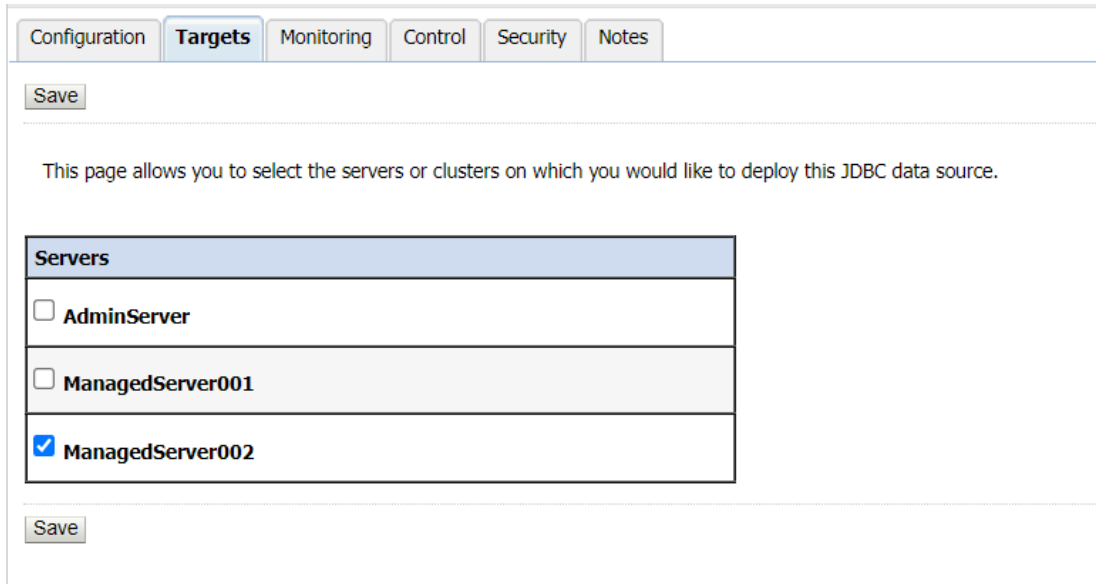 Configuration Targets Monitoring Control Security Notes
Save
This page allows you to select the servers or clusters on which you would like to deploy this JDBC data source.
Servers
AdminServer
ManagedServer001
ManagedServer002
Save